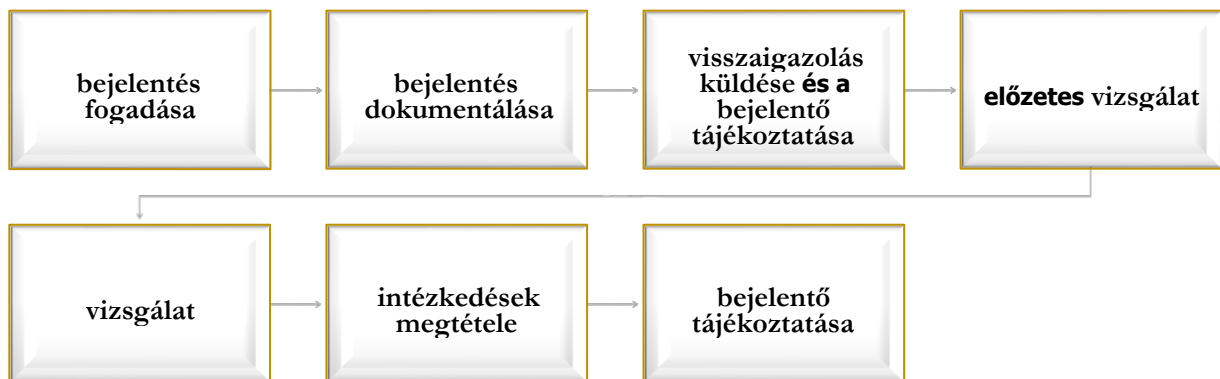 bejelentés
fogadása
bejelentés
dokumentálása
visszaigazolás
küldése és a
bejelentő
tájékoztatása
előzetes vizsgálat
vizsgálat
intézkedések
megtétele
bejelentő
tájékoztatása